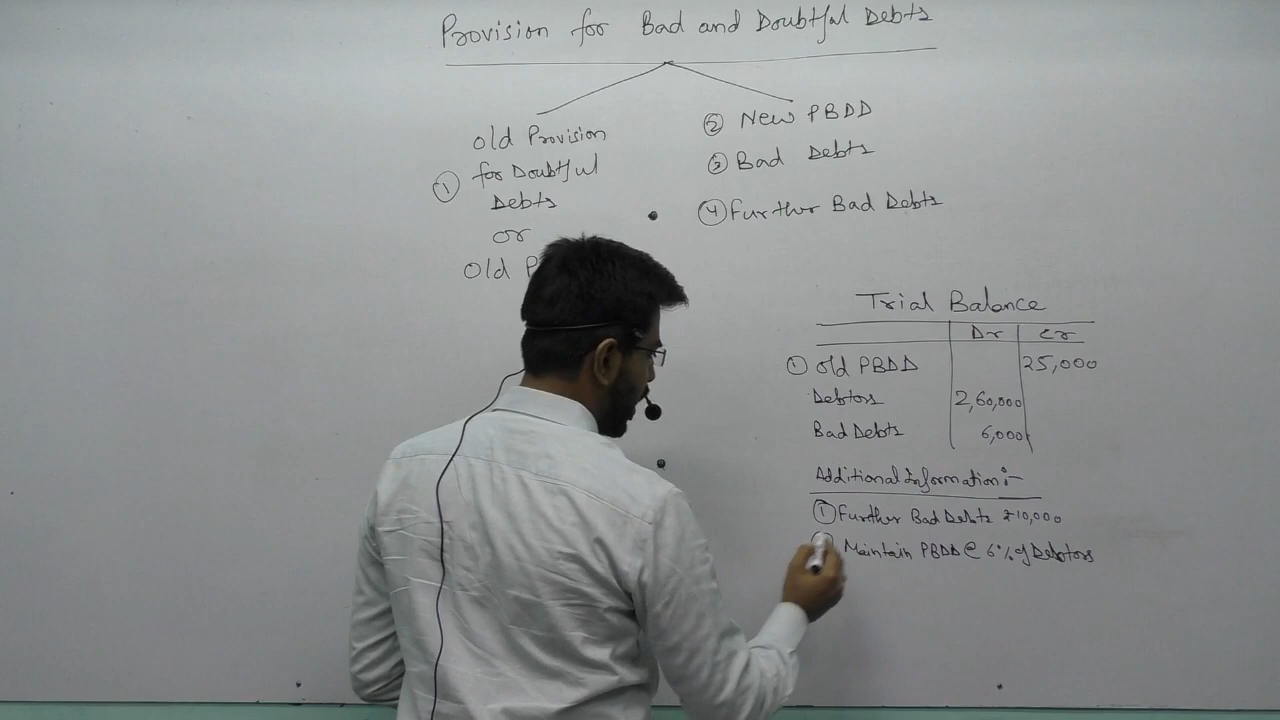 Provision for Bad and Doubtful Debts
Old Provision
① for Doubtful
Debts
or
Old
② New PBDD
③ Bad Debts
④ Further Bad Debts
Trial Balance
Dr Cr
① Old PBDD 25,000
Debtors 2,60,000
Bad Debts 6,000
Additional Information :-
① Further Bad Debts ₹10,000
Maintain PBDD @ 6% of Debtors